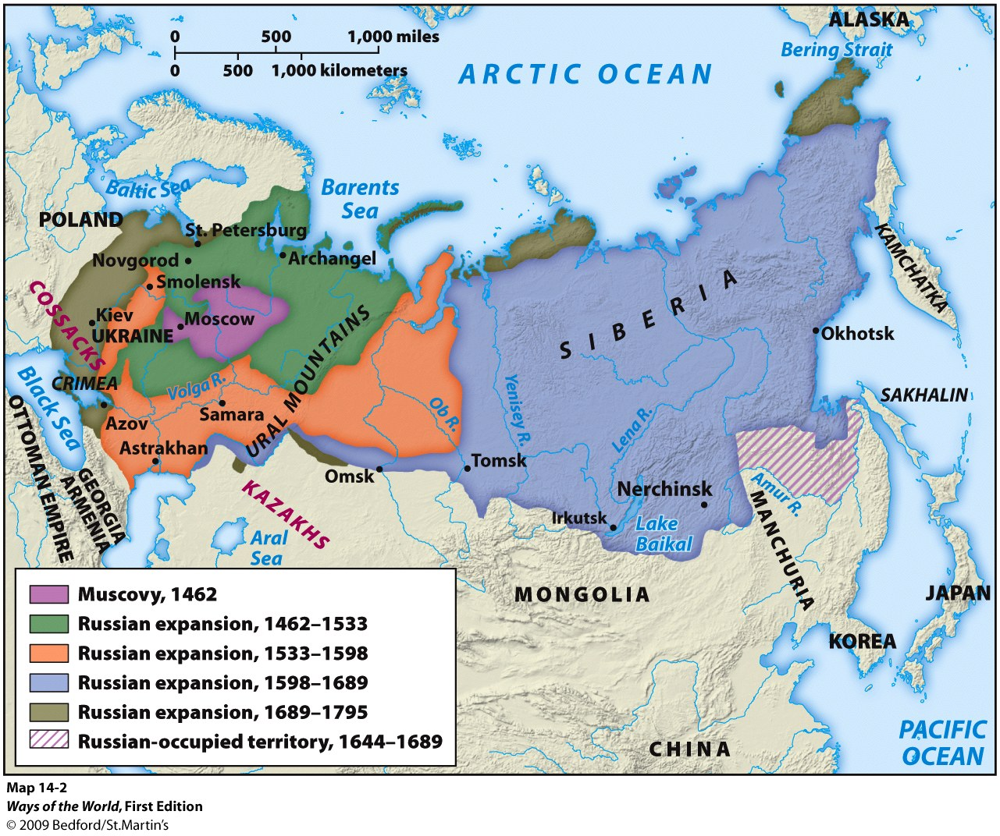 ALASKA
0 500 1,000 miles
0 500 1,000 kilometers
Bering Strait
ARCTIC OCEAN
Baltic Sea
Barents
Sea
POLAND
St. Petersburg
Novgorod
Archangel
Smolensk
COSSACKS
Kiev
Moscow
UKRAINE
URAL MOUNTAINS
SIBERIA
KAMCHATKA
Okhotsk
CRIMEA
Volga R.
Black Sea
Samara
Ob R.
Yenisey R.
Lena R.
SAKHALIN
OTTOMAN EMPIRE
Azov
Astrakhan
GEORGIA
ARMENIA
Omsk
Tomsk
KAZAKHS
Nerchinsk
Amur R.
MANCHURIA
Irkutsk
Lake
Baikal
Aral
Sea
MONGOLIA
JAPAN
KOREA
CHINA
PACIFIC
OCEAN
Muscovy, 1462
Russian expansion, 1462–1533
Russian expansion, 1533–1598
Russian expansion, 1598–1689
Russian expansion, 1689–1795
Russian-occupied territory, 1644–1689
Map 14-2
Ways of the World, First Edition
© 2009 Bedford/St.Martin's